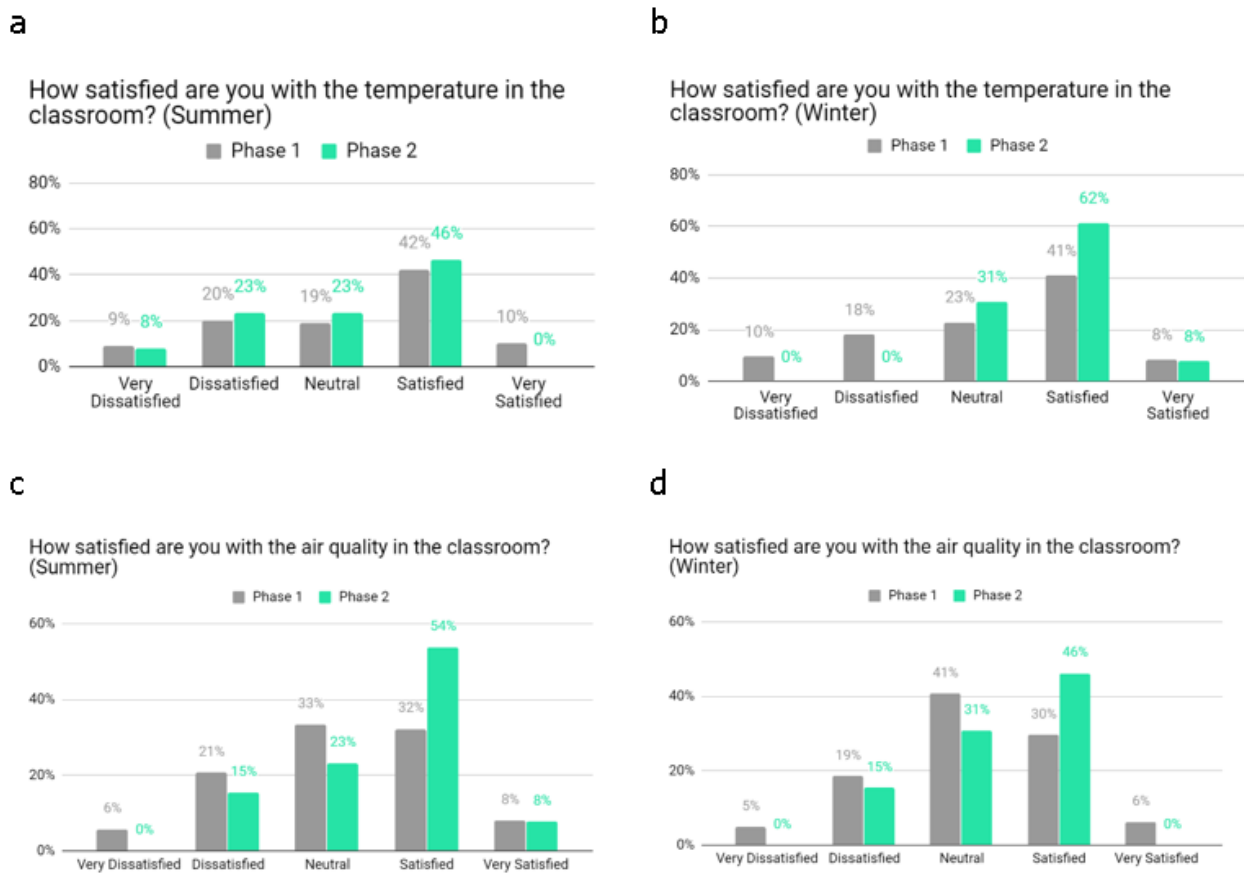 a
How satisfied are you with the temperature in the
classroom? (Summer)
Phase 1 Phase 2
80%
60%
40%
20%
0%
9% 8% 20% 23% 19% 23% 42% 46% 10% 0%
Very Dissatisfied Neutral Satisfied Very
Dissatisfied Satisfied
b
How satisfied are you with the temperature in the
classroom? (Winter)
Phase 1 Phase 2
80%
60%
40%
20%
0%
10% 0% 18% 0% 23% 31% 41% 62% 8% 8%
Very Dissatisfied Neutral Satisfied Very
Dissatisfied Satisfied
c
How satisfied are you with the air quality in the classroom?
(Summer)
Phase 1 Phase 2
60%
40%
20%
0%
6% 0% 21% 15% 33% 23% 32% 54% 8% 8%
Very Dissatisfied Dissatisfied Neutral Satisfied Very Satisfied
d
How satisfied are you with the air quality in the classroom?
(Winter)
Phase 1 Phase 2
60%
40%
20%
0%
5% 0% 19% 15% 41% 31% 30% 46% 6% 0%
Very Dissatisfied Dissatisfied Neutral Satisfied Very Satisfied